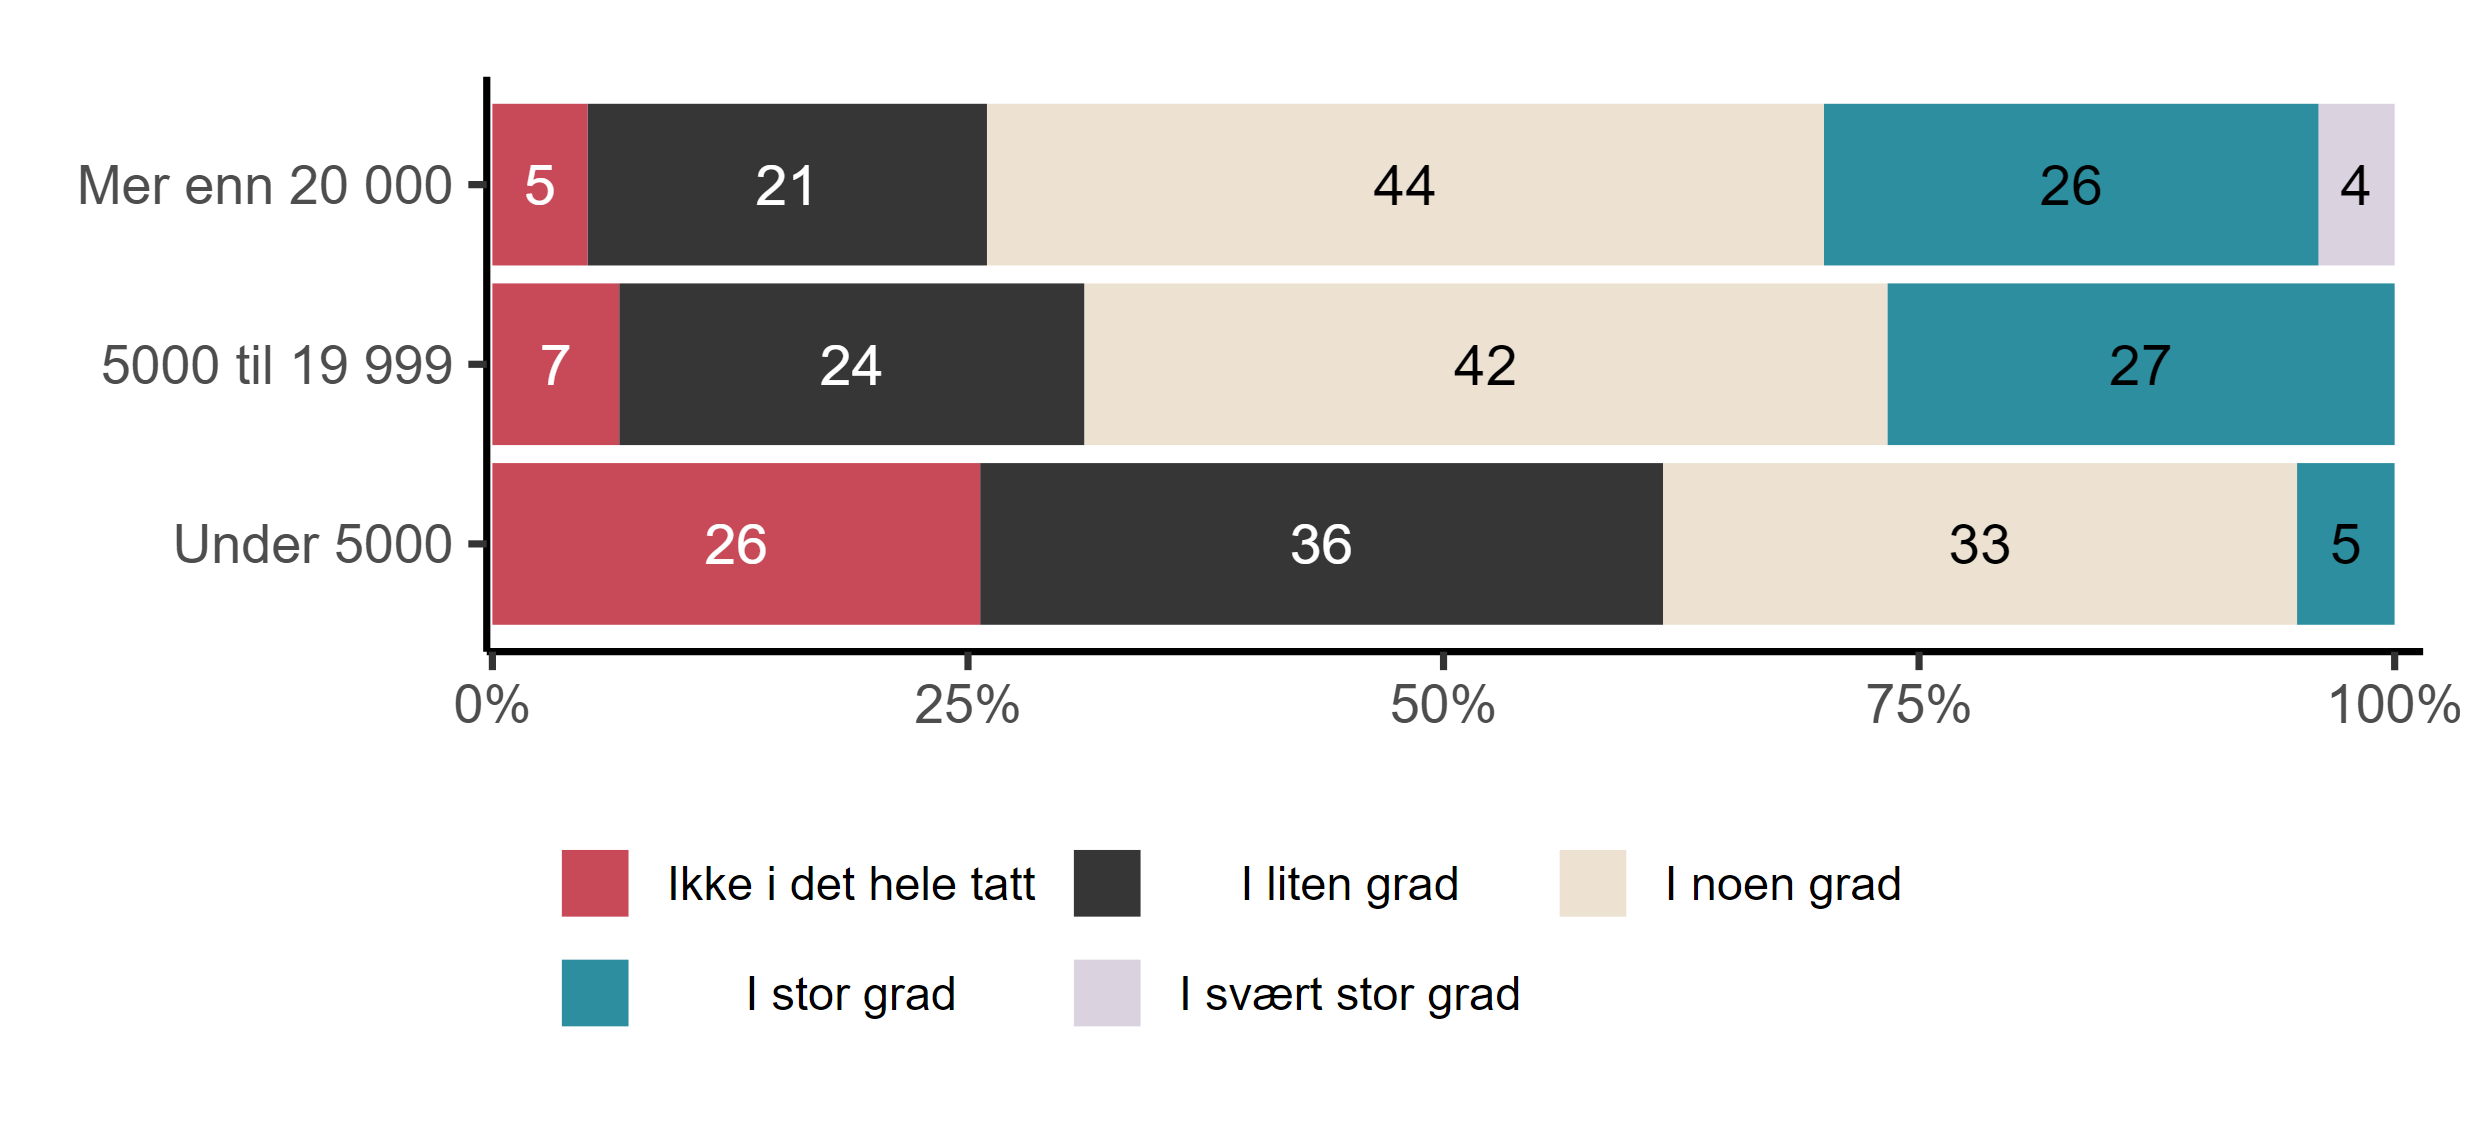 Mer enn 20 000 5 21 44 26 4
5000 til 19 999 7 24 42 27
Under 5000 26 36 33 5
0% 25% 50% 75% 100%
Ikke i det hele tatt I liten grad I noen grad
I stor grad I svært stor grad